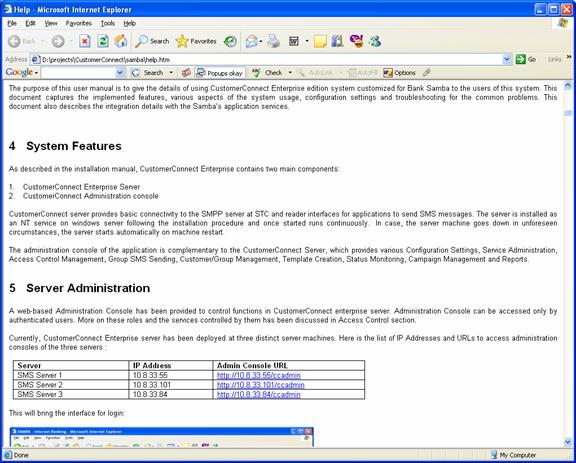 Help - Microsoft Internet Explorer
File Edit View Favorites Tools Help
Back Search Favorites
Address D:\projects\CustomerConnect\samba\help.htm Go Links »
Google Search Popups okay Check AutoLink AutoFill Options
The purpose of this user manual is to give the details of using CustomerConnect Enterprise edition system customized for Bank Samba to the users of this system. This
document captures the implemented features, various aspects of the system usage, configuration settings and troubleshooting for the common problems. This
document also describes the integration details with the Samba's application services.
4 System Features
As described in the installation manual, CustomerConnect Enterprise contains two main components:
1. CustomerConnect Enterprise Server
2. CustomerConnect Administration console
CustomerConnect server provides basic connectivity to the SMPP server at STC and reader interfaces for applications to send SMS messages. The server is installed as
an NT service on windows server following the installation procedure and once started runs continuously. In case, the server machine goes down in unforeseen
circumstances, the server starts automatically on machine restart.
The administration console of the application is complementary to the CustomerConnect Server, which provides various Configuration Settings, Service Administration,
Access Control Management, Group SMS Sending, Customer/Group Management, Template Creation, Status Monitoring, Campaign Management and Reports.
5 Server Administration
A web-based Administration Console has been provided to control functions in CustomerConnect enterprise server. Administration Console can be accessed only by
authenticated users. More on these roles and the services controlled by them has been discussed in Access Control section.
Currently, CustomerConnect Enterprise server has been deployed at three distinct server machines. Here is the list of IP Addresses and URLs to access administration
consoles of the three servers :
Server IP Address Admin Console URL
SMS Server 1 10.8.33.55 http://10.8.33.55/ccadmin
SMS Server 2 10.8.33.101 http://10.8.33.101/ccadmin
SMS Server 3 10.8.33.84 http://10.8.33.84/ccadmin
This will bring the interface for login:
SAMBA - Internet Banking - Microsoft Internet Explorer
File Edit View Favorites Tools Help
Done My Computer